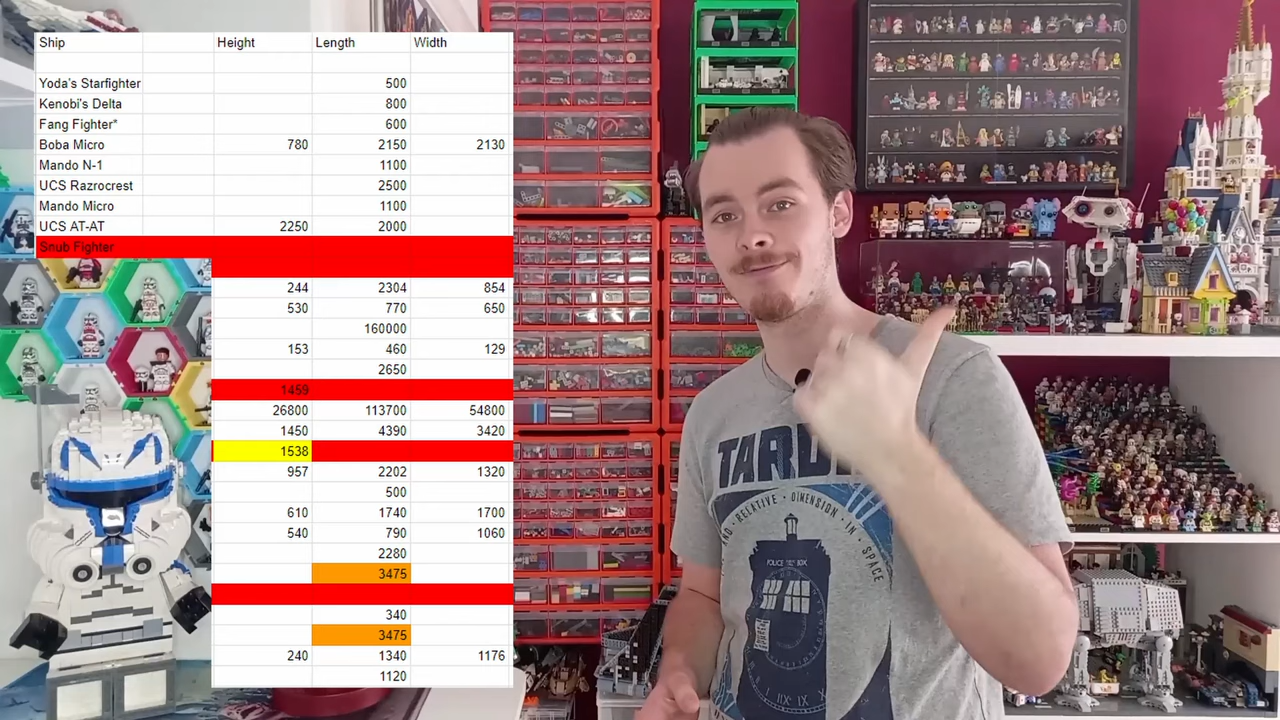 Ship Height Length Width
Yoda's Starfighter 500
Kenobi's Delta 800
Fang Fighter* 600
Boba Micro 780 2150 2130
Mando N-1 1100
UCS Razrocrest 2500
Mando Micro 1100
UCS AT-AT 2250 2000
Snub Fighter
244 2304 854
530 770 650
160000
153 460 129
2650
1459
26800 113700 54800
1450 4390 3420
1538
957 2202 1320
500
610 1740 1700
540 790 1060
2280
3475
340
3475
240 1340 1176
1120
TARD
RELATIVE • DIMENSION • IN • SPACE
POLICE BOX